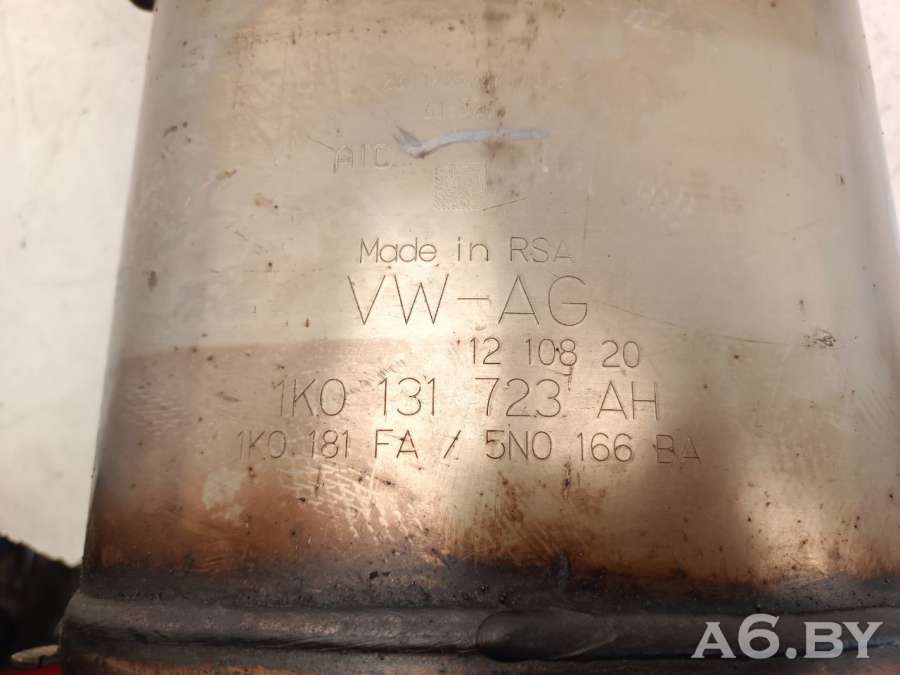 AIC
Made in RSA
VW-AG
12 108 20
1K0 131 723 AH
1K0 181 FA / 5N0 166 BA
A6.BY